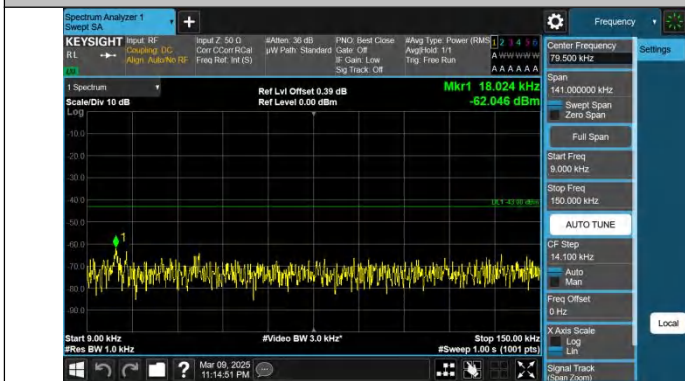 Spectrum Analyzer 1
Swept SA
+
Frequency
KEYSIGHT
RL
Input: RF
Coupling: DC
Align: Auto/No RF
Input Z: 50 Ω
Corr CCorr RCal
Freq Ref: Int (S)
#Atten: 36 dB
µW Path: Standard
PNO: Best Close
Gate: Off
IF Gain: Low
Sig Track: Off
#Avg Type: Power (RMS)
Avg|Hold: 1/1
Trig: Free Run
1 2 3 4 5 6
A W W W W W
A A A A A A
1 Spectrum
Scale/Div 10 dB
Log
Ref Lvl Offset 0.39 dB
Ref Level 0.00 dBm
Mkr1 18.024 kHz
-62.046 dBm
-10.0
-20.0
-30.0
-40.0
-50.0
-60.0
-70.0
-80.0
-90.0
1
Start 9.00 kHz
#Res BW 1.0 kHz
#Video BW 3.0 kHz*
Stop 150.00 kHz
#Sweep 1.00 s (1001 pts)
?
Mar 09, 2025
11:14:51 PM
Center Frequency
79.500 kHz
Settings
Span
141.000000 kHz
Swept Span
Zero Span
Full Span
Start Freq
9.000 kHz
Stop Freq
150.000 kHz
AUTO TUNE
CF Step
14.100 kHz
Auto
Man
Freq Offset
0 Hz
X Axis Scale
Log
Lin
Local
Signal Track
(Span Zoom)